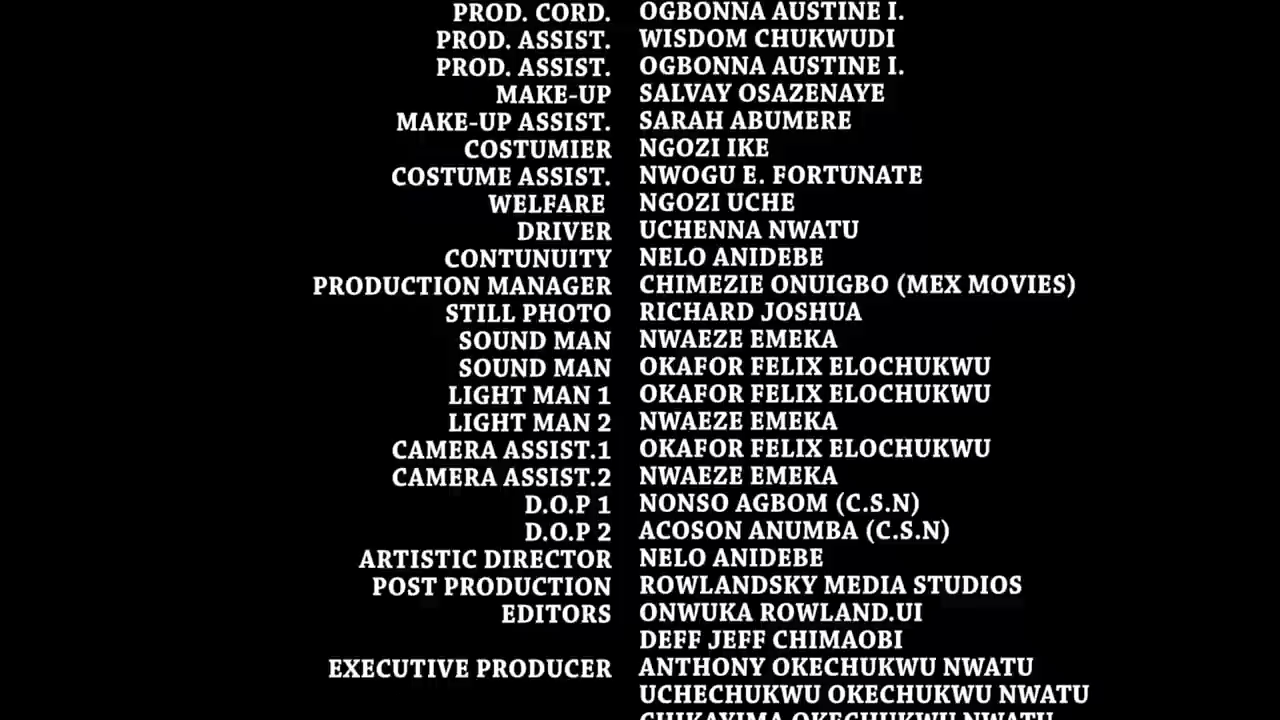 PROD. CORD. OGBONNA AUSTINE I.
PROD. ASSIST. WISDOM CHUKWUDI
PROD. ASSIST. OGBONNA AUSTINE I.
MAKE-UP SALVAY OSAZENAYE
MAKE-UP ASSIST. SARAH ABUMERE
COSTUMIER NGOZI IKE
COSTUME ASSIST. NWOGU E. FORTUNATE
WELFARE NGOZI UCHE
DRIVER UCHENNA NWATU
CONTUNUITY NELO ANIDEBE
PRODUCTION MANAGER CHIMEZIE ONUIGBO (MEX MOVIES)
STILL PHOTO RICHARD JOSHUA
SOUND MAN NWAEZE EMEKA
SOUND MAN OKAFOR FELIX ELOCHUKWU
LIGHT MAN 1 OKAFOR FELIX ELOCHUKWU
LIGHT MAN 2 NWAEZE EMEKA
CAMERA ASSIST.1 OKAFOR FELIX ELOCHUKWU
CAMERA ASSIST.2 NWAEZE EMEKA
D.O.P 1 NONSO AGBOM (C.S.N)
D.O.P 2 ACOSON ANUMBA (C.S.N)
ARTISTIC DIRECTOR NELO ANIDEBE
POST PRODUCTION ROWLANDSKY MEDIA STUDIOS
EDITORS ONWUKA ROWLAND.UI
DEFF JEFF CHIMAOBI
EXECUTIVE PRODUCER ANTHONY OKECHUKWU NWATU
UCHECHUKWU OKECHUKWU NWATU
OKECHUKWU NWATU